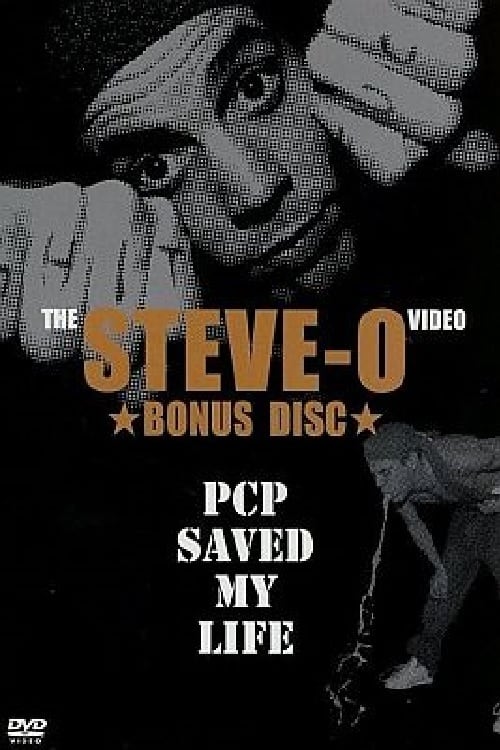 THE STEVE-O VIDEO
★BONUS DISC★
PCP
SAVED
MY
LIFE
DVD
VIDEO